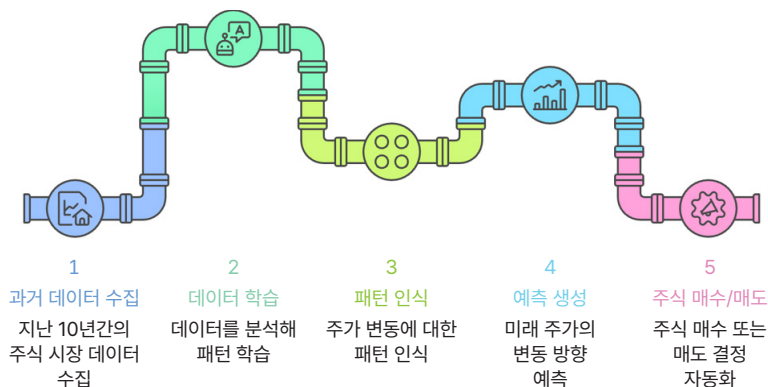 A
1
과거 데이터 수집
지난 10년간의
주식 시장 데이터
수집
2
데이터 학습
데이터를 분석해
패턴 학습
3
패턴 인식
주가 변동에 대한
패턴 인식
4
예측 생성
미래 주가의
변동 방향
예측
5
주식 매수/매도
주식 매수 또는
매도 결정
자동화